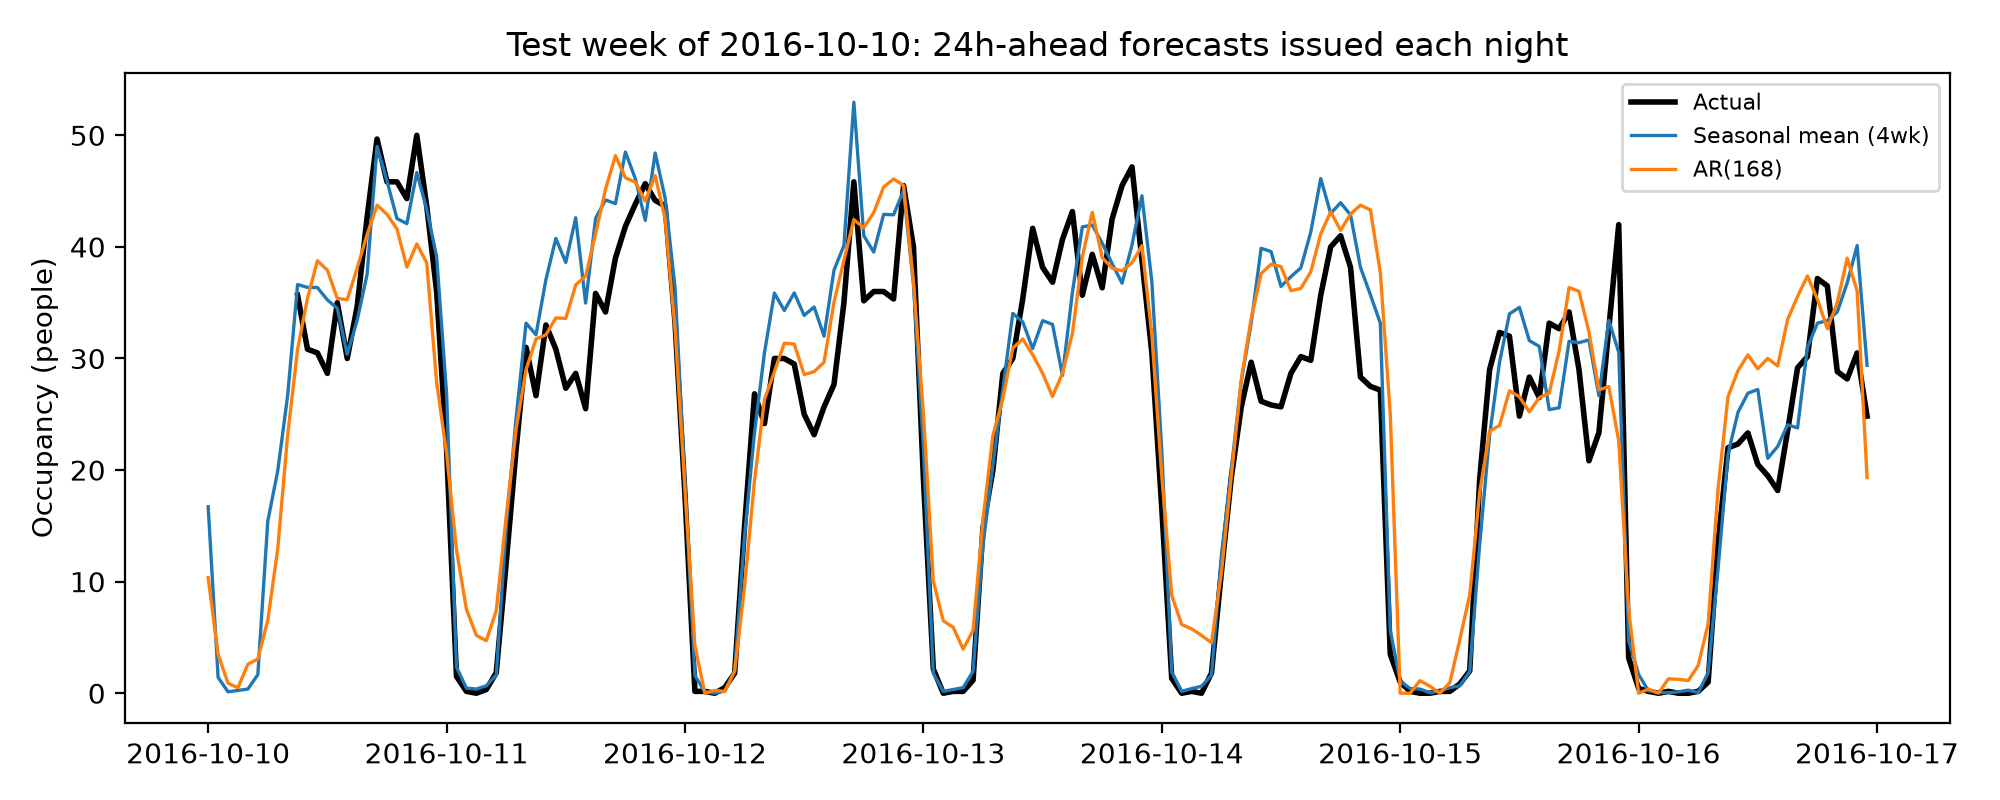 Test week of 2016-10-10: 24h-ahead forecasts issued each night
Actual
Seasonal mean (4wk)
AR(168)
Occupancy (people)
50
40
30
20
10
0
2016-10-10 2016-10-11 2016-10-12 2016-10-13 2016-10-14 2016-10-15 2016-10-16 2016-10-17